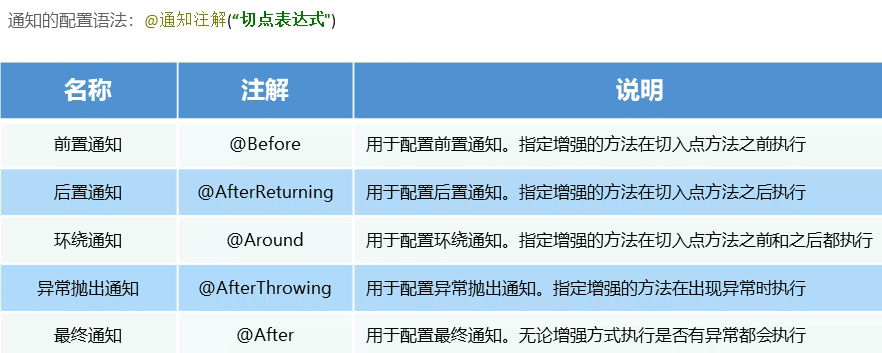 通知的配置语法：@通知注解(“切点表达式")
名称 注解 说明
前置通知 @Before 用于配置前置通知。指定增强的方法在切入点方法之前执行
后置通知 @AfterReturning 用于配置后置通知。指定增强的方法在切入点方法之后执行
环绕通知 @Around 用于配置环绕通知。指定增强的方法在切入点方法之前和之后都执行
异常抛出通知 @AfterThrowing 用于配置异常抛出通知。指定增强的方法在出现异常时执行
最终通知 @After 用于配置最终通知。无论增强方式执行是否有异常都会执行